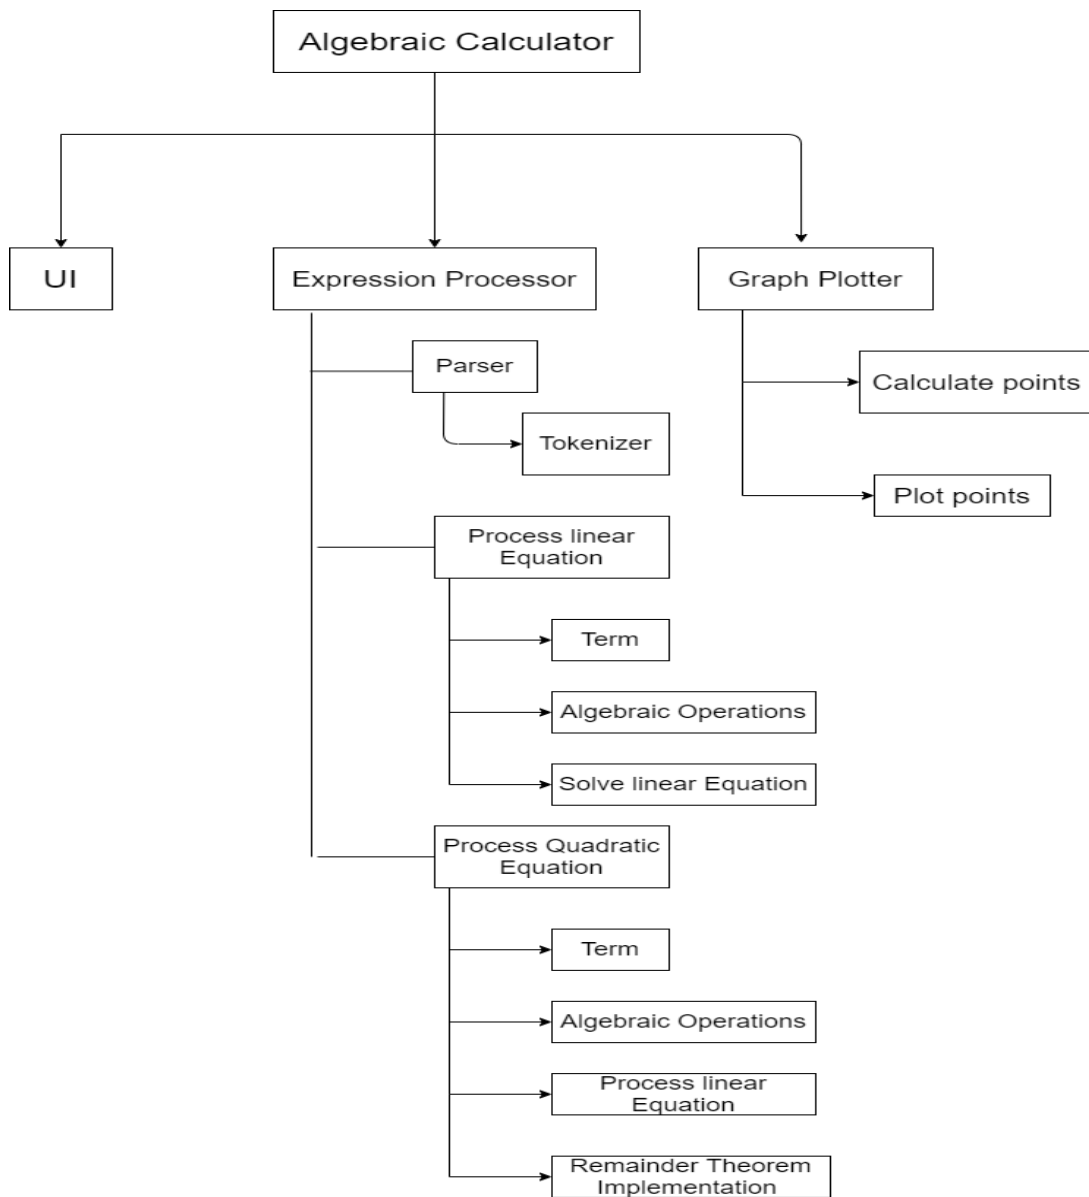 Algebraic Calculator
UI
Expression Processor
Graph Plotter
Parser
Calculate points
Tokenizer
Plot points
Process linear
Equation
Term
Algebraic Operations
Solve linear Equation
Process Quadratic
Equation
Term
Algebraic Operations
Process linear
Equation
Remainder Theorem
Implementation